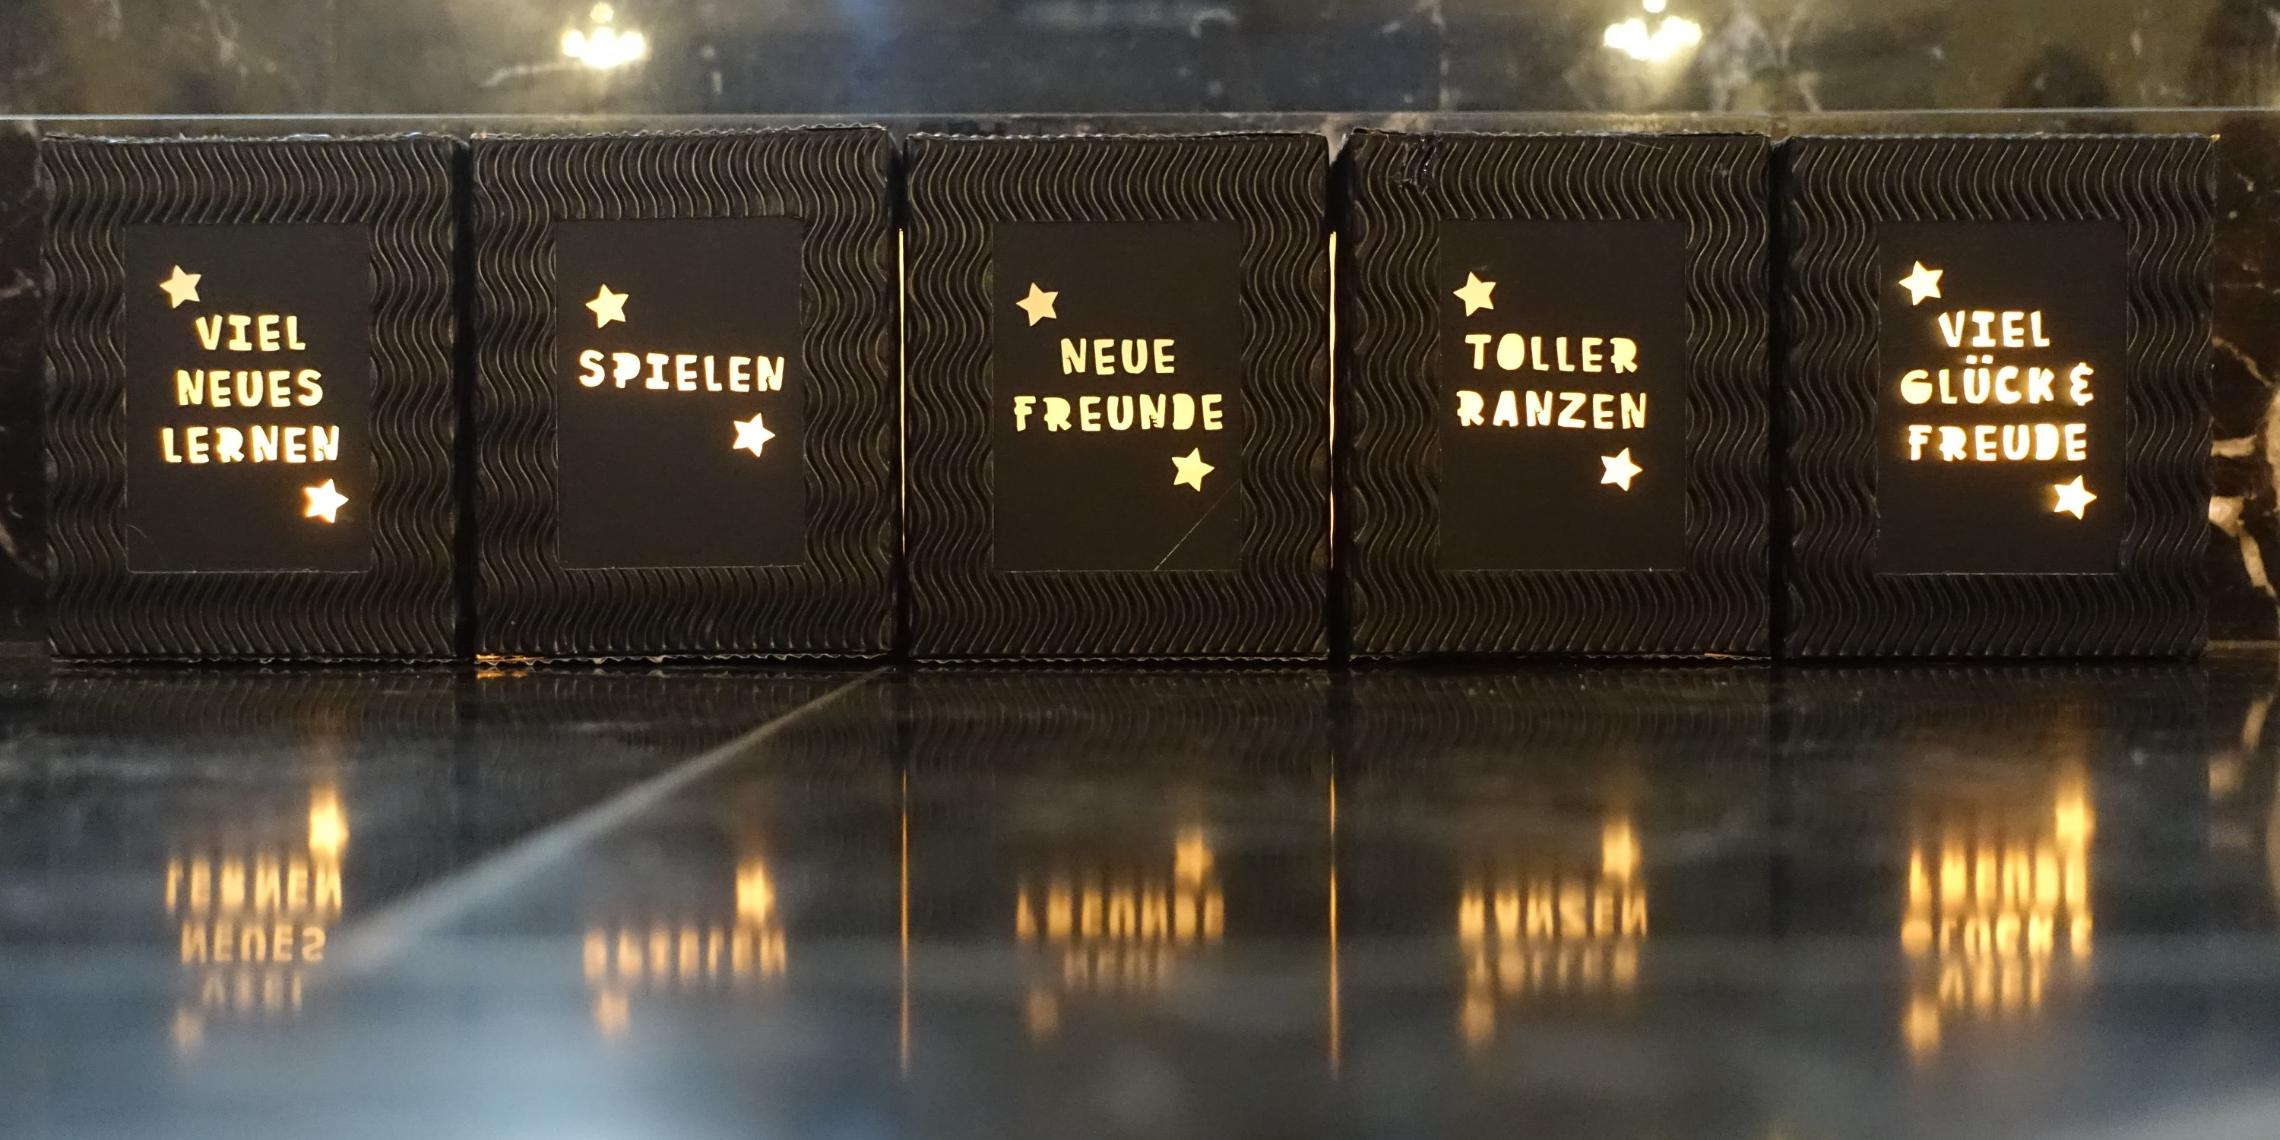 VIEL
NEUES
LERNEN
SPIELEN
NEUE
FREUNDE
TOLLER
RANZEN
VIEL
GLÜCK &
FREUDE